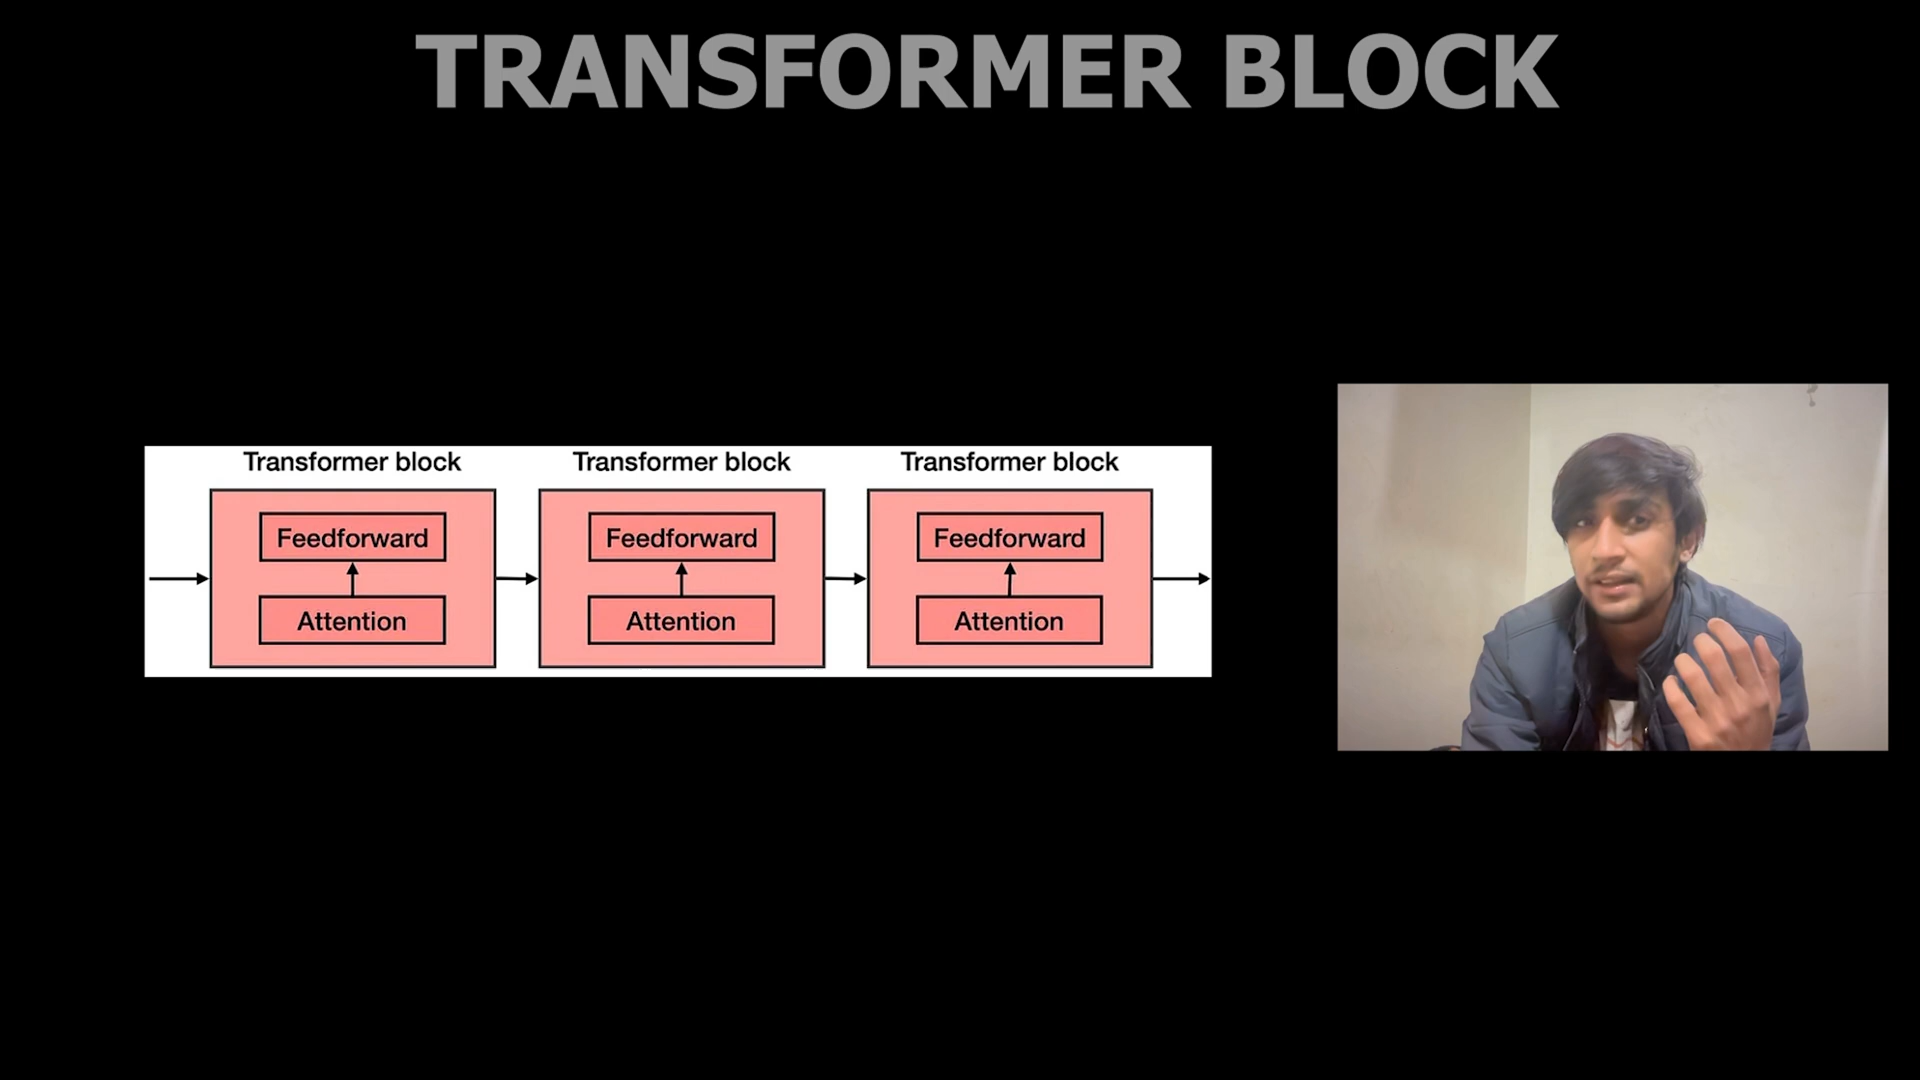 TRANSFORMER BLOCK
Transformer block Transformer block Transformer block
Feedforward Feedforward Feedforward
Attention Attention Attention